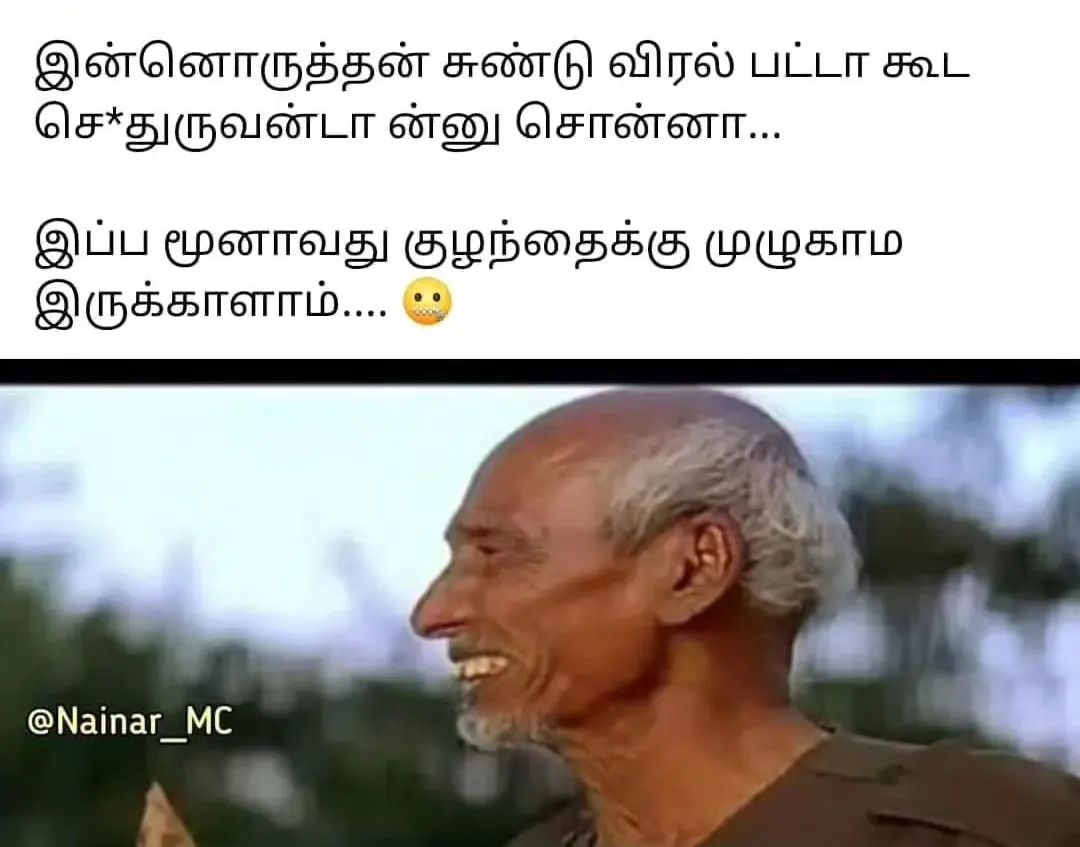 இன்னொருத்தன் சுண்டு விரல் பட்டா கூட
செ*துருவன்டா ன்னு சொன்னா...
இப்ப மூனாவது குழந்தைக்கு முழுகாம
இருக்காளாம்.... 🤐
@Nainar_MC